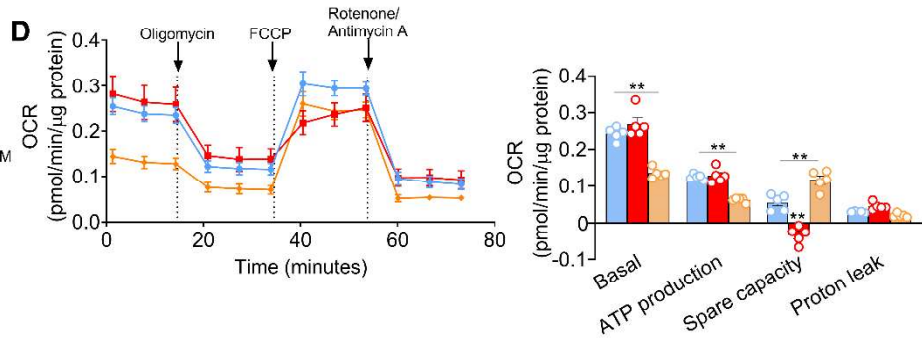 D
Oligomycin
FCCP
Rotenone/
Antimycin A
M
OCR
(pmol/min/µg protein)
0.4
0.3
0.2
0.1
0.0
0
20
40
60
80
Time (minutes)
OCR
(pmol/min/µg protein)
0.4
0.3
0.2
0.1
0
-0.1
**
**
**
**
Basal
ATP production
Spare capacity
Proton leak